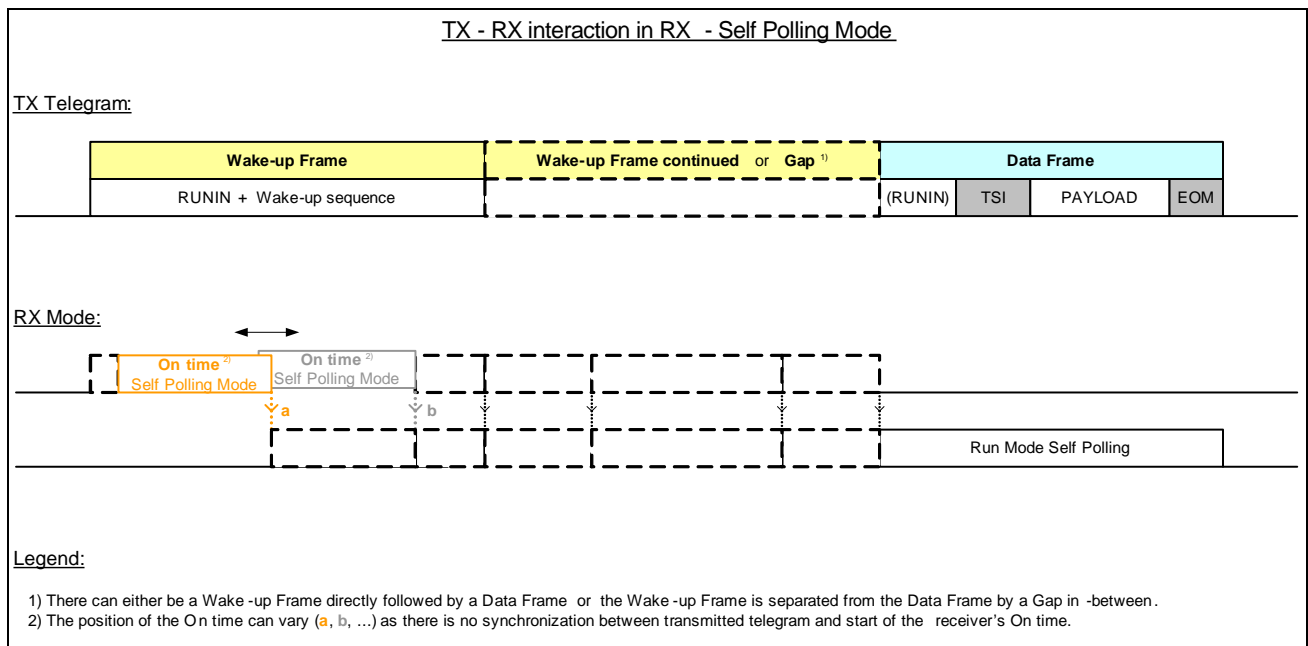 TX - RX interaction in RX - Self Polling Mode
TX Telegram:
Wake-up Frame
Wake-up Frame continued or Gap 1)
Data Frame
RUNIN + Wake-up sequence
(RUNIN)
TSI
PAYLOAD
EOM
RX Mode:
On time 2)
Self Polling Mode
On time 2)
Self Polling Mode
a
b
Run Mode Self Polling
Legend:
1) There can either be a Wake-up Frame directly followed by a Data Frame or the Wake-up Frame is separated from the Data Frame by a Gap in-between.
2) The position of the On time can vary (a, b, ...) as there is no synchronization between transmitted telegram and start of the receiver's On time.